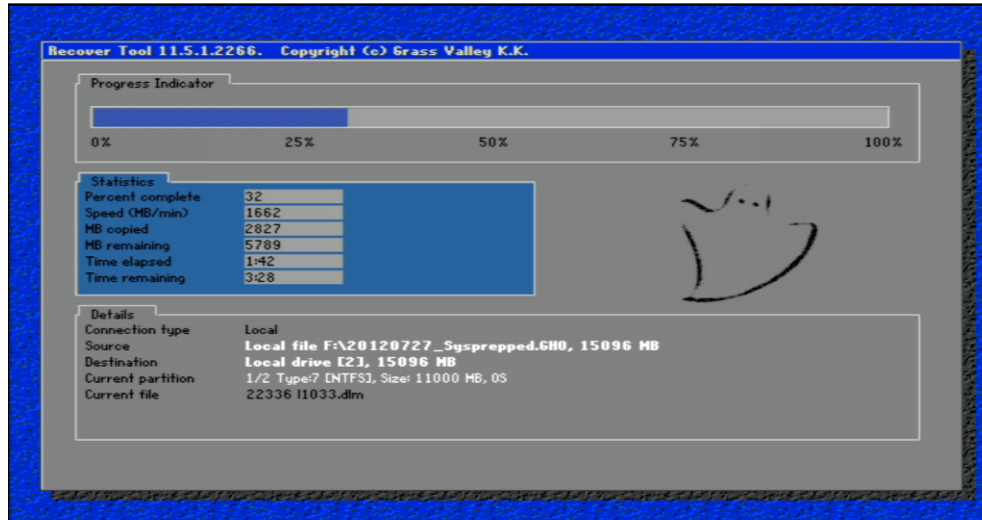 Recover Tool 11.5.1.2266. Copyright (c) Grass Valley K.K.
Progress Indicator
0% 25% 50% 75% 100%
Statistics
Percent complete 32
Speed (MB/min) 1662
MB copied 2827
MB remaining 5789
Time elapsed 1:42
Time remaining 3:28
Details
Connection type Local
Source Local file F:\20120727_Sysprepped.GHO, 15096 MB
Destination Local drive [2], 15096 MB
Current partition 1/2 Type:7 [NTFS], Size: 11000 MB, OS
Current file 22336 l1033.dlm